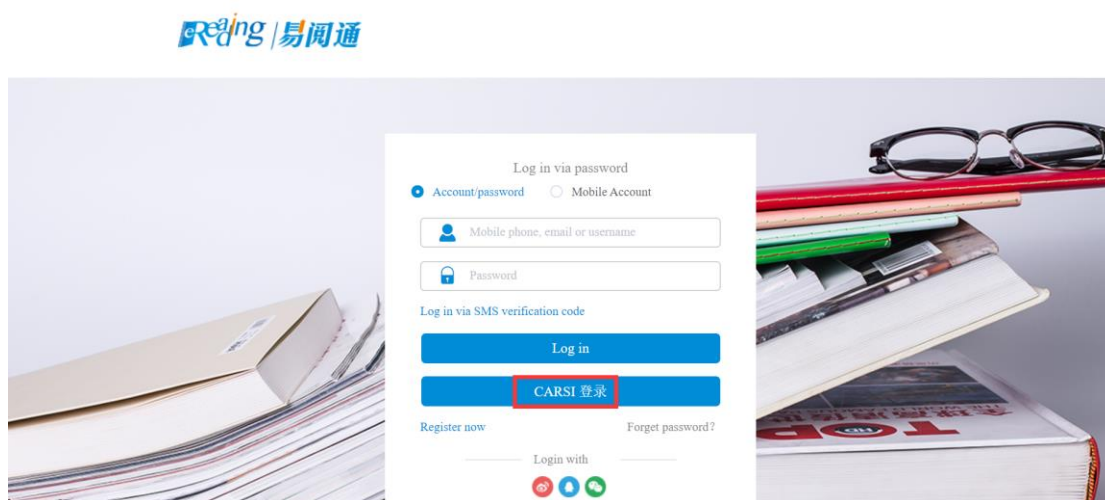 eReading | 易阅通
Log in via password
Account/password Mobile Account
Mobile phone, email or username
Password
Log in via SMS verification code
Log in
CARSI 登录
Register now Forget password?
Login with
TOP